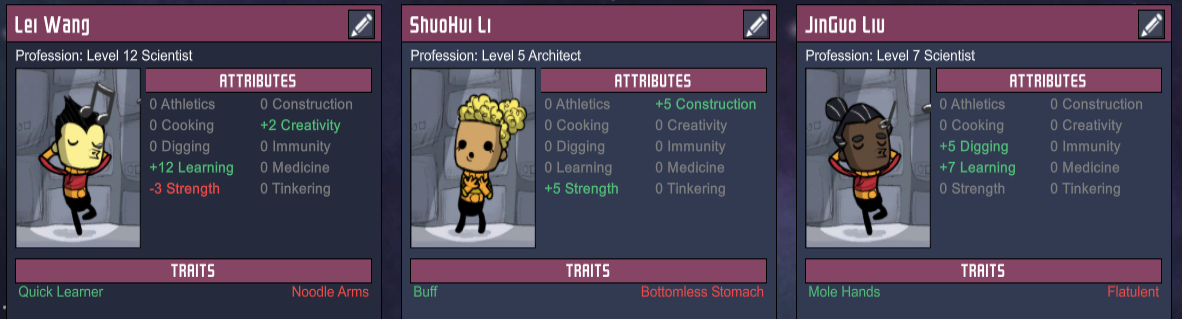 Lei Wang
Profession: Level 12 Scientist
ATTRIBUTES
0 Athletics 0 Construction
0 Cooking +2 Creativity
0 Digging 0 Immunity
+12 Learning 0 Medicine
-3 Strength 0 Tinkering
TRAITS
Quick Learner Noodle Arms
ShuoHui Li
Profession: Level 5 Architect
ATTRIBUTES
0 Athletics +5 Construction
0 Cooking 0 Creativity
0 Digging 0 Immunity
0 Learning 0 Medicine
+5 Strength 0 Tinkering
TRAITS
Buff Bottomless Stomach
JinGuo Liu
Profession: Level 7 Scientist
ATTRIBUTES
0 Athletics 0 Construction
0 Cooking 0 Creativity
+5 Digging 0 Immunity
+7 Learning 0 Medicine
0 Strength 0 Tinkering
TRAITS
Mole Hands Flatulent